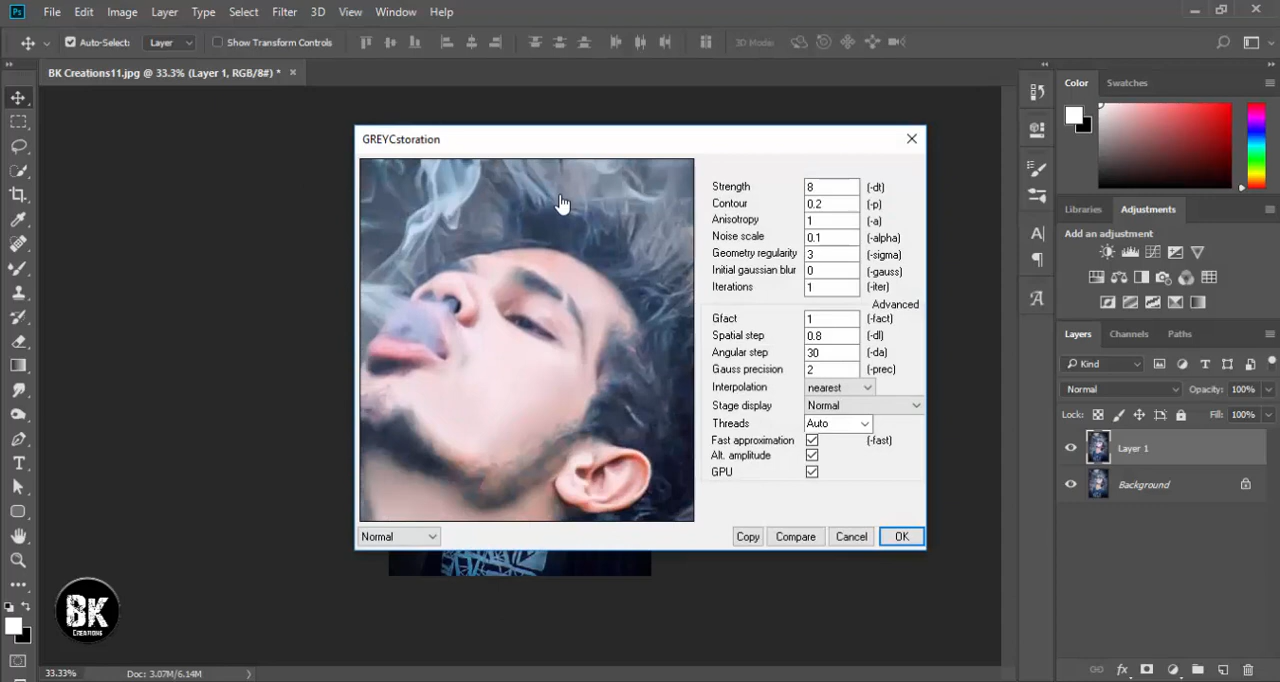 Ps File Edit Image Layer Type Select Filter 3D View Window Help
Auto-Select: Layer Show Transform Controls 3D Mode:
BK Creations11.jpg @ 33.3% (Layer 1, RGB/8#) * ×
GREYCstoration
Strength 8 (-dt)
Contour 0.2 (-p)
Anisotropy 1 (-a)
Noise scale 0.1 (-alpha)
Geometry regularity 3 (-sigma)
Initial gaussian blur 0 (-gauss)
Iterations 1 (-iter)
Advanced
Gfact 1 (-fact)
Spatial step 0.8 (-dl)
Angular step 30 (-da)
Gauss precision 2 (-prec)
Interpolation nearest
Stage display Normal
Threads Auto
Fast approximation (-fast)
Alt. amplitude
GPU
Normal Copy Compare Cancel OK
Color Swatches
Libraries Adjustments
Add an adjustment
Layers Channels Paths
Kind
Normal Opacity: 100%
Lock: Fill: 100%
Layer 1
Background
BK
CREATIONS
33.33% Doc: 3.07M/6.14M